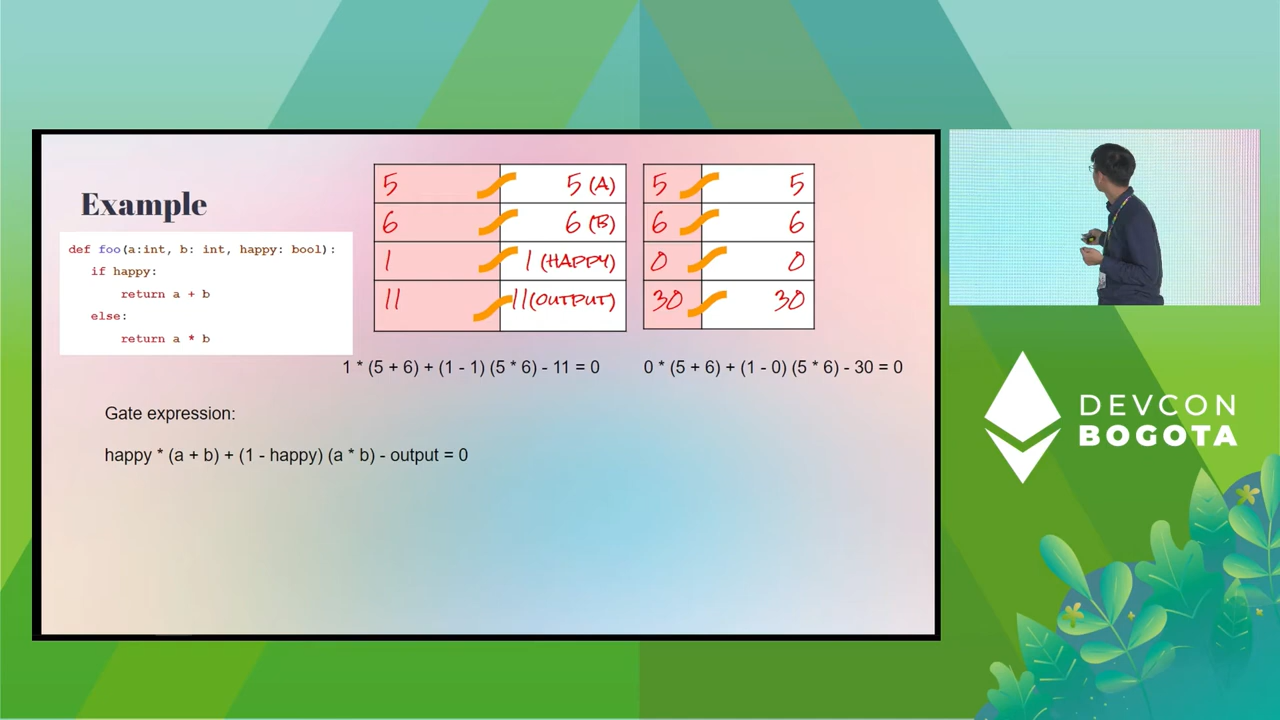 Example
def foo(a:int, b: int, happy: bool):
if happy:
return a + b
else:
return a * b
5 5 (A)
6 6 (B)
1 1 (HAPPY)
11 11(OUTPUT)
5 5
6 6
0 0
30 30
1 * (5 + 6) + (1 - 1) (5 * 6) - 11 = 0
0 * (5 + 6) + (1 - 0) (5 * 6) - 30 = 0
Gate expression:
happy * (a + b) + (1 - happy) (a * b) - output = 0
DEVCON
BOGOTA